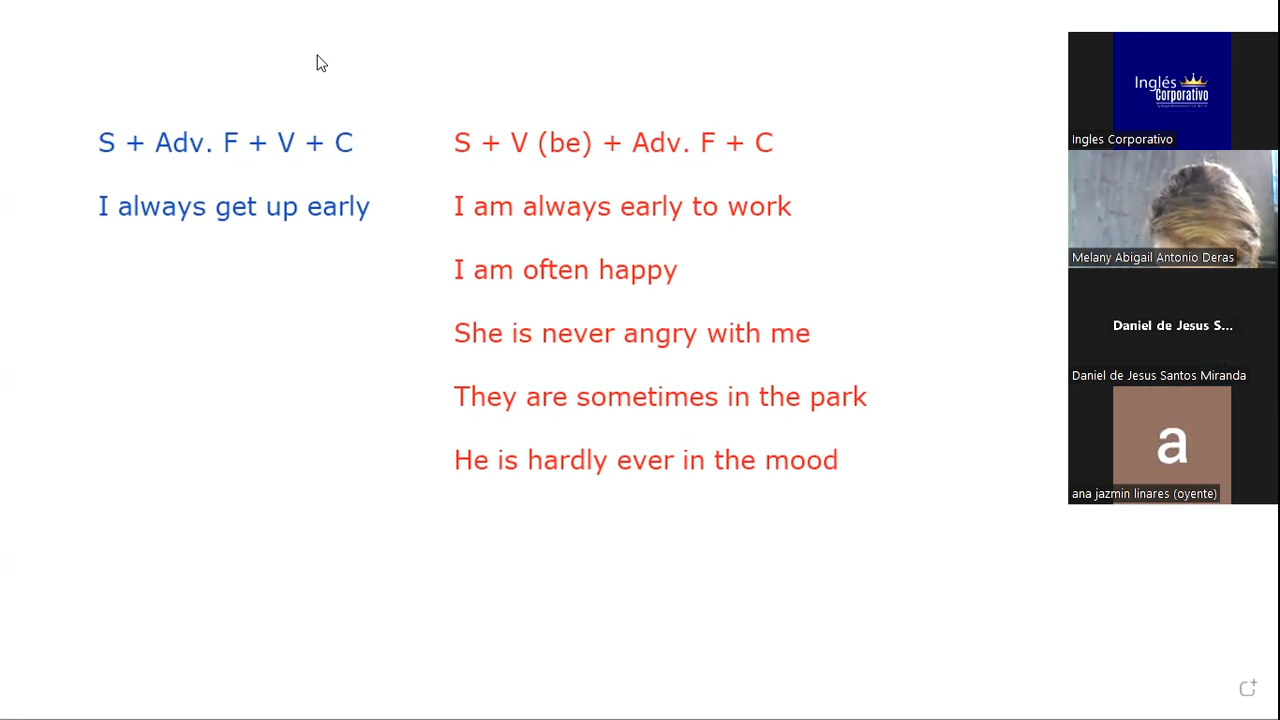 S + Adv. F + V + C
I always get up early
S + V (be) + Adv. F + C
I am always early to work
I am often happy
She is never angry with me
They are sometimes in the park
He is hardly ever in the mood
Inglés
Corporativo
Ingles Corporativo
Melany Abigail Antonio Deras
Daniel de Jesus S...
Daniel de Jesus Santos Miranda
a
ana jazmin linares (oyente)